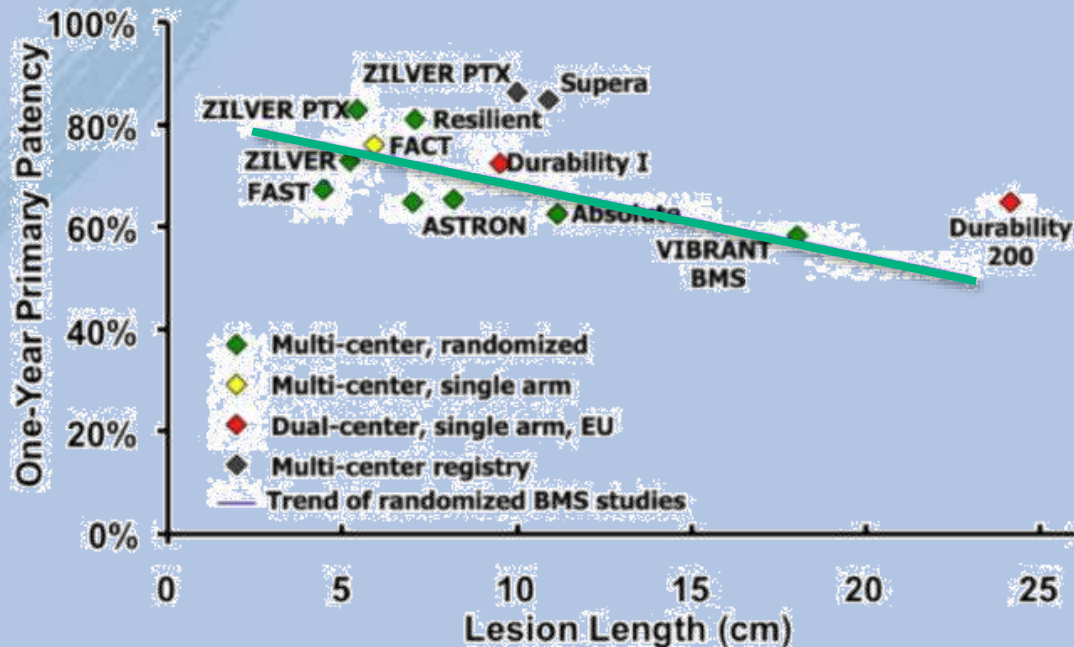 One-Year Primary Patency
100%
80%
60%
40%
20%
0%
ZILVER PTX
Supera
ZILVER PTX
Resilient
FACT
ZILVER
Durability I
FAST
Absolute
ASTRON
VIBRANT
BMS
Durability
200
Multi-center, randomized
Multi-center, single arm
Dual-center, single arm, EU
Multi-center registry
Trend of randomized BMS studies
0 5 10 15 20 25
Lesion Length (cm)